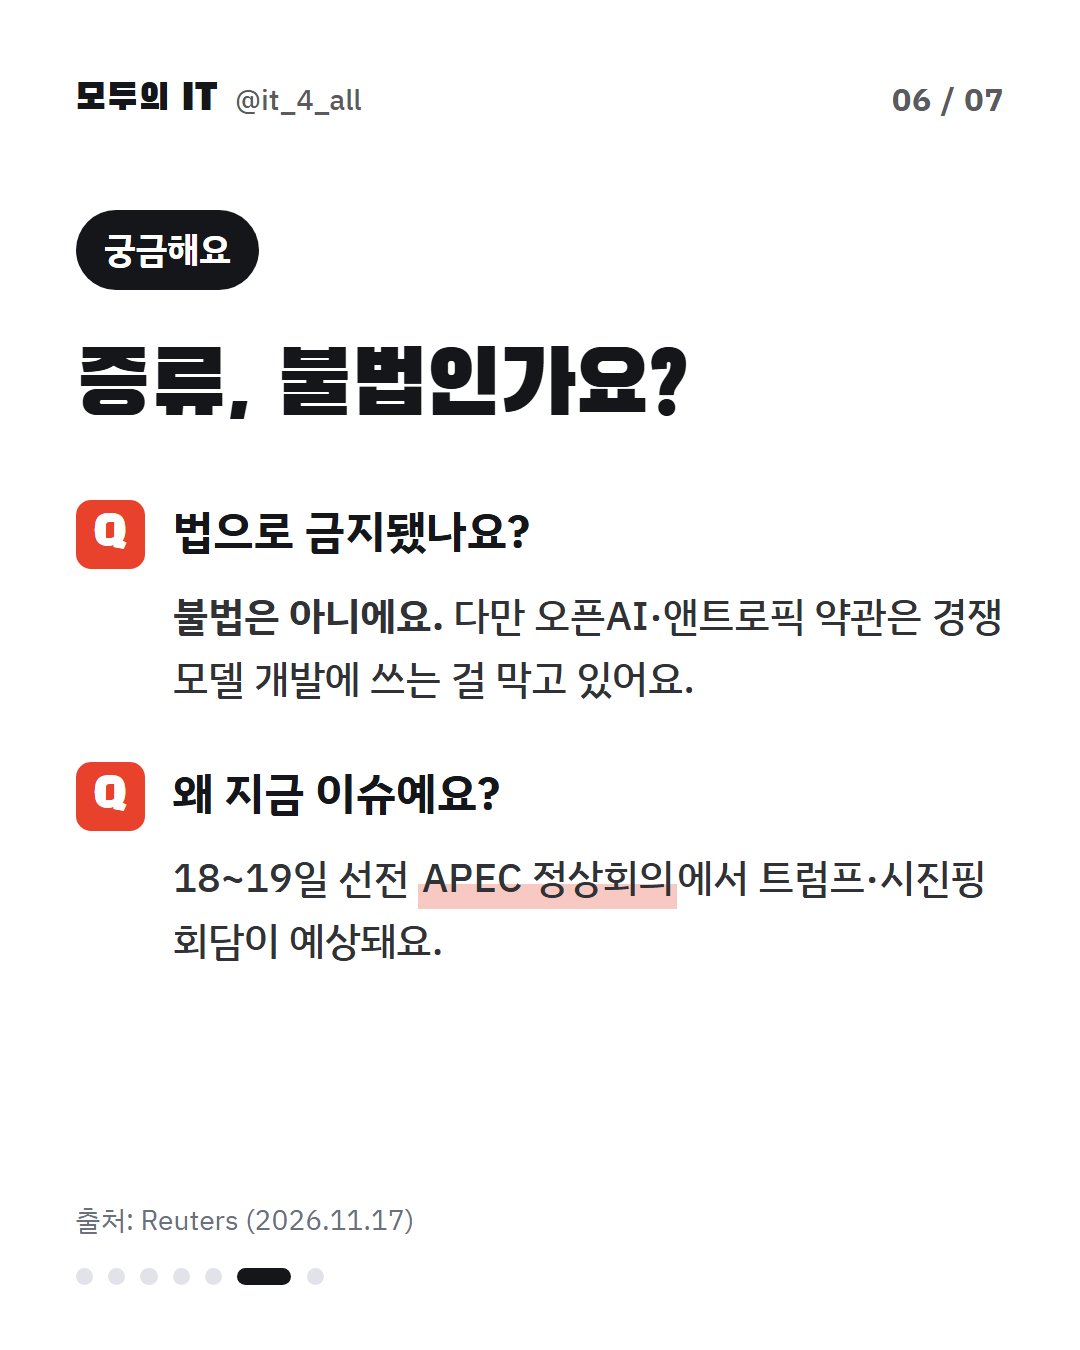 모두의 IT @it_4_all
06 / 07
궁금해요
증류, 불법인가요?
Q 법으로 금지됐나요?
불법은 아니에요. 다만 오픈AI·앤트로픽 약관은 경쟁
모델 개발에 쓰는 걸 막고 있어요.
Q 왜 지금 이슈예요?
18~19일 선전 APEC 정상회의에서 트럼프·시진핑
회담이 예상돼요.
출처: Reuters (2026.11.17)